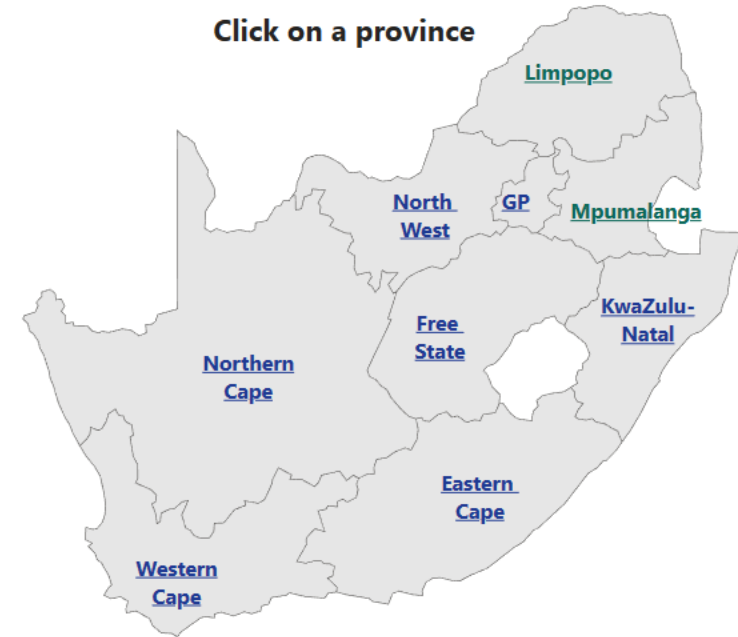 Click on a province
Limpopo
North
West
GP
Mpumalanga
KwaZulu-
Natal
Free
State
Northern
Cape
Eastern
Cape
Western
Cape